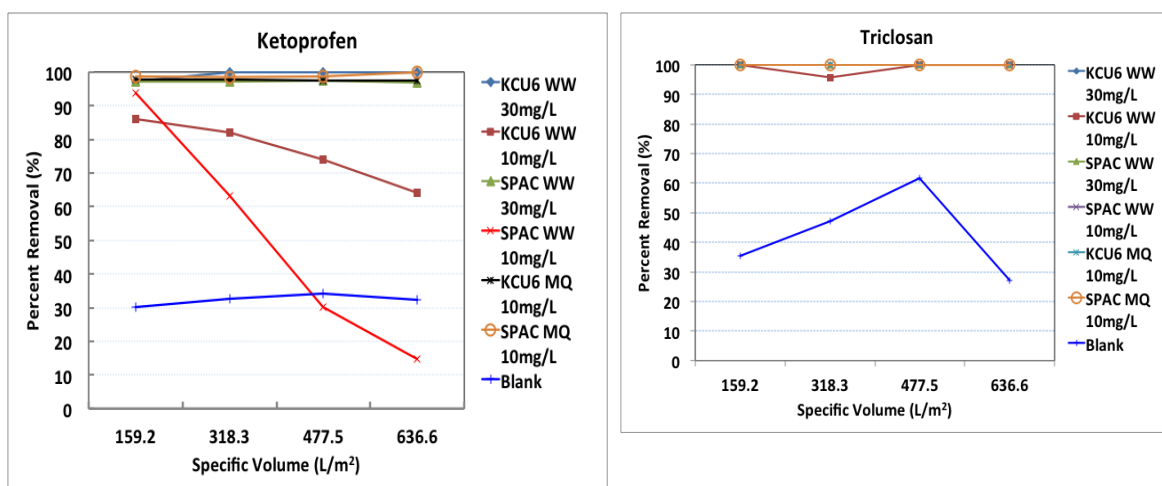 Ketoprofen
Percent Removal (%)
100
90
80
70
60
50
40
30
20
10
0
159.2 318.3 477.5 636.6
Specific Volume (L/m²)
KCU6 WW
30mg/L
KCU6 WW
10mg/L
SPAC WW
30mg/L
SPAC WW
10mg/L
KCU6 MQ
10mg/L
SPAC MQ
10mg/L
Blank
Triclosan
Percent Removal (%)
100
90
80
70
60
50
40
30
20
10
0
159.2 318.3 477.5 636.6
Specific Volume (L/m²)
KCU6 WW
30mg/L
KCU6 WW
10mg/L
SPAC WW
30mg/L
SPAC WW
10mg/L
KCU6 MQ
10mg/L
SPAC MQ
10mg/L
Blank